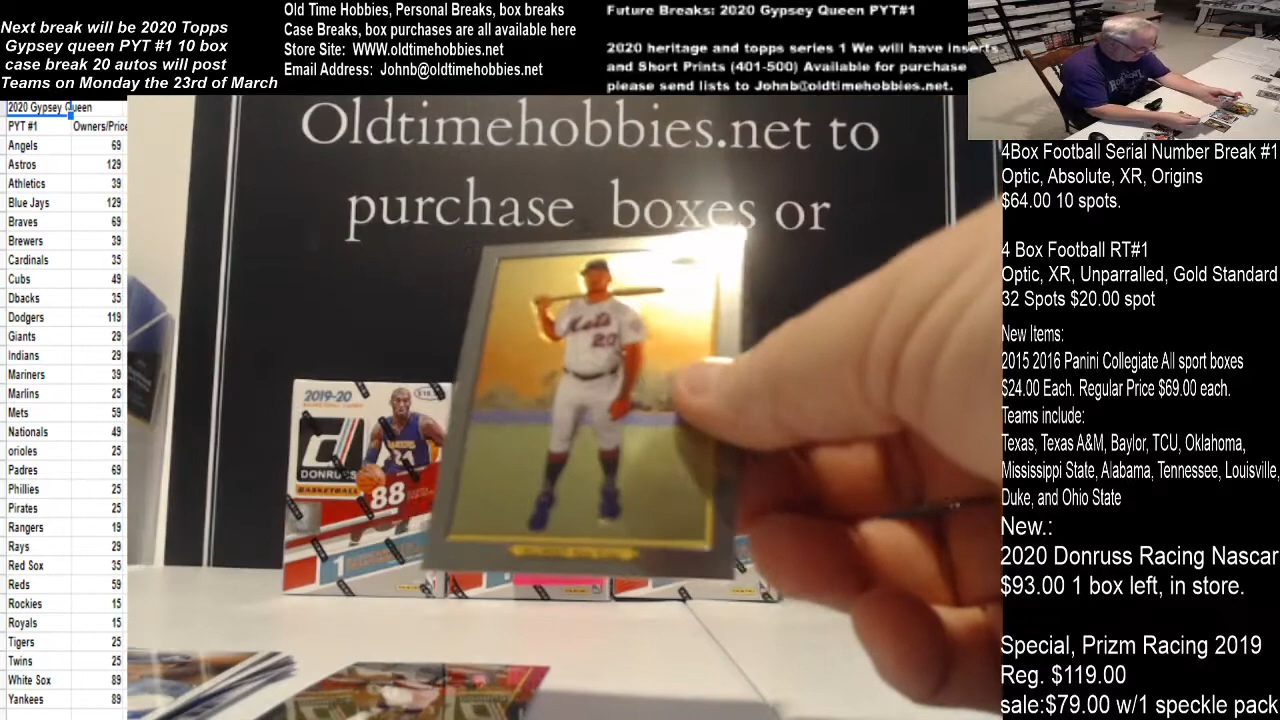 Next break will be 2020 Topps
Gypsey queen PYT #1 10 box
case break 20 autos will post
Teams on Monday the 23rd of March
Old Time Hobbies, Personal Breaks, box breaks
Case Breaks, box purchases are all available here
Store Site: WWW.oldtimehobbies.net
Email Address: Johnb@oldtimehobbies.net
Future Breaks: 2020 Gypsey Queen PYT#1
2020 heritage and topps series 1 We will have inserts
and Short Prints (401-500) Available for purchase
please send lists to Johnb@oldtimehobbies.net.
2020 Gypsey Queen
PYT #1 Owners/Price
Angels 69
Astros 129
Athletics 39
Blue Jays 129
Braves 69
Brewers 39
Cardinals 35
Cubs 49
Dbacks 35
Dodgers 119
Giants 29
Indians 29
Mariners 39
Marlins 25
Mets 59
Nationals 49
orioles 25
Padres 69
Phillies 25
Pirates 25
Rangers 19
Rays 29
Red Sox 35
Reds 59
Rockies 15
Royals 15
Tigers 25
Twins 25
White Sox 89
Yankees 89
Oldtimehobbies.net to
purchase boxes or
Mets
20
2019-20
DONRUSS
BASKETBALL
88
1
4Box Football Serial Number Break #1
Optic, Absolute, XR, Origins
$64.00 10 spots.
4 Box Football RT#1
Optic, XR, Unparralled, Gold Standard
32 Spots $20.00 spot
New Items:
2015 2016 Panini Collegiate All sport boxes
$24.00 Each. Regular Price $69.00 each.
Teams include:
Texas, Texas A&M, Baylor, TCU, Oklahoma,
Mississippi State, Alabama, Tennessee, Louisville,
Duke, and Ohio State
New.:
2020 Donruss Racing Nascar
$93.00 1 box left, in store.
Special, Prizm Racing 2019
Reg. $119.00
sale:$79.00 w/1 speckle pack